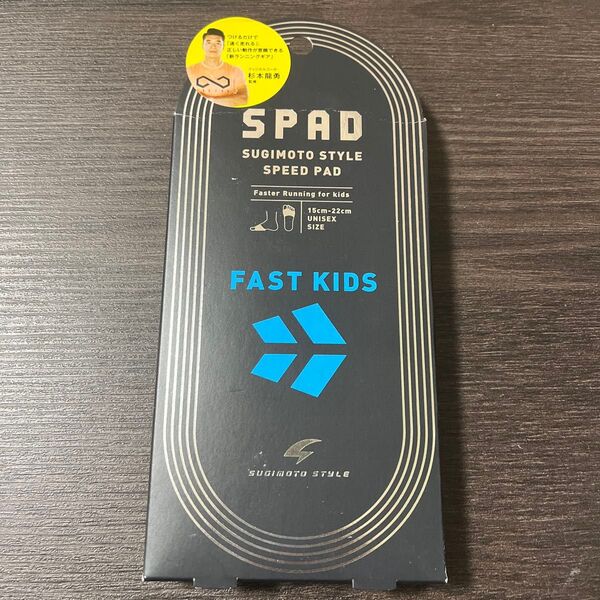 つけるだけで
「速く走れる」
正しい動作が意識できる
「新ランニングギア」
杉本龍勇
監修
SPAD
SUGIMOTO STYLE
SPEED PAD
Faster Running for kids
15cm-22cm
UNISEX
SIZE
FAST KIDS
SUGIMOTO STYLE